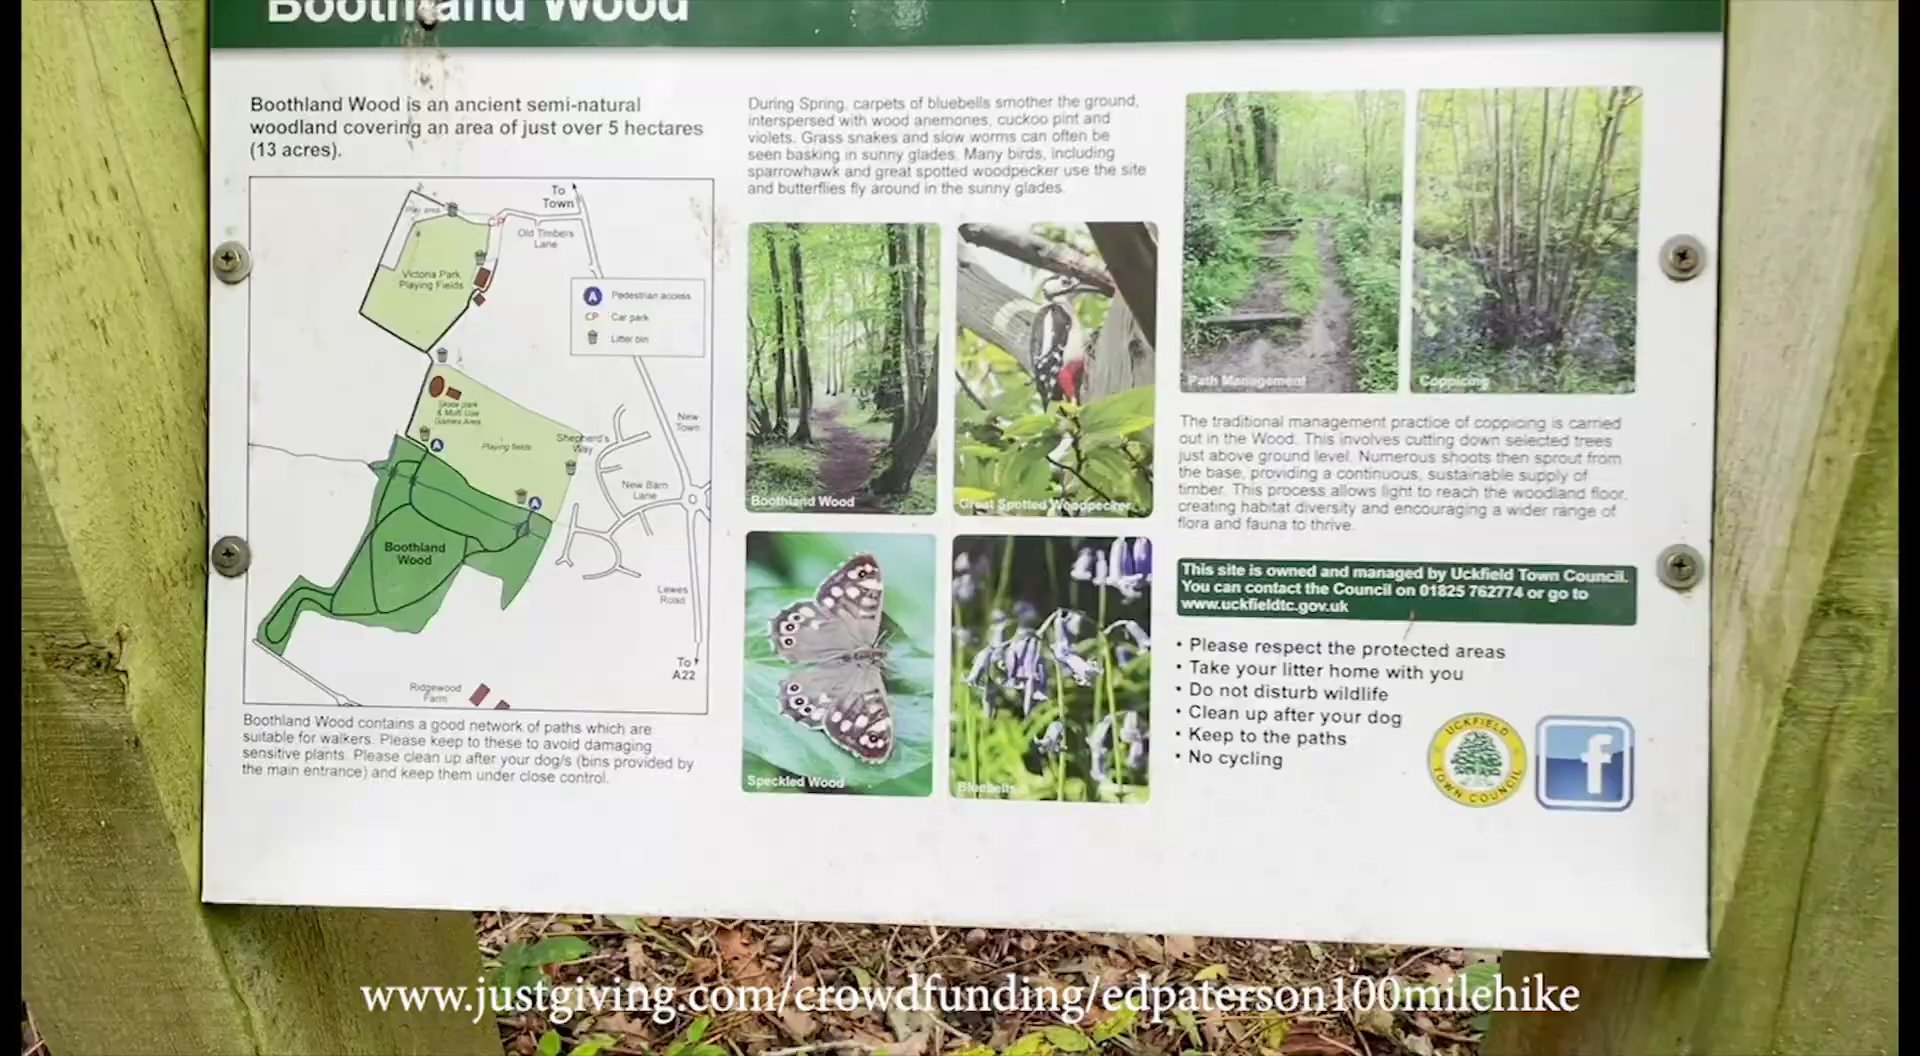 Boothland Wood
Boothland Wood is an ancient semi-natural
woodland covering an area of just over 5 hectares
(13 acres).
To
Town
Play area
CP
Old Timbers
Lane
Victoria Park
Playing Fields
A Pedestrian access
CP Car park
Litter bin
Skate park
& Multi Use
Games Area
A
Playing fields
Shepherd's
Way
New
Town
New Barn
Lane
A
Boothland
Wood
Lewes
Road
To
A22
Ridgewood
Farm
Boothland Wood contains a good network of paths which are
suitable for walkers. Please keep to these to avoid damaging
sensitive plants. Please clean up after your dog/s (bins provided by
the main entrance) and keep them under close control.
During Spring, carpets of bluebells smother the ground,
interspersed with wood anemones, cuckoo pint and
violets. Grass snakes and slow worms can often be
seen basking in sunny glades. Many birds, including
sparrowhawk and great spotted woodpecker use the site
and butterflies fly around in the sunny glades.
Boothland Wood
Great Spotted Woodpecker
Speckled Wood
Bluebells
Path Management
Coppicing
The traditional management practice of coppicing is carried
out in the Wood. This involves cutting down selected trees
just above ground level. Numerous shoots then sprout from
the base, providing a continuous, sustainable supply of
timber. This process allows light to reach the woodland floor,
creating habitat diversity and encouraging a wider range of
flora and fauna to thrive.
This site is owned and managed by Uckfield Town Council.
You can contact the Council on 01825 762774 or go to
www.uckfieldtc.gov.uk
• Please respect the protected areas
• Take your litter home with you
• Do not disturb wildlife
• Clean up after your dog
• Keep to the paths
• No cycling
UCKFIELD
TOWN COUNCIL
f
www.justgiving.com/crowdfunding/edpaterson100milehike